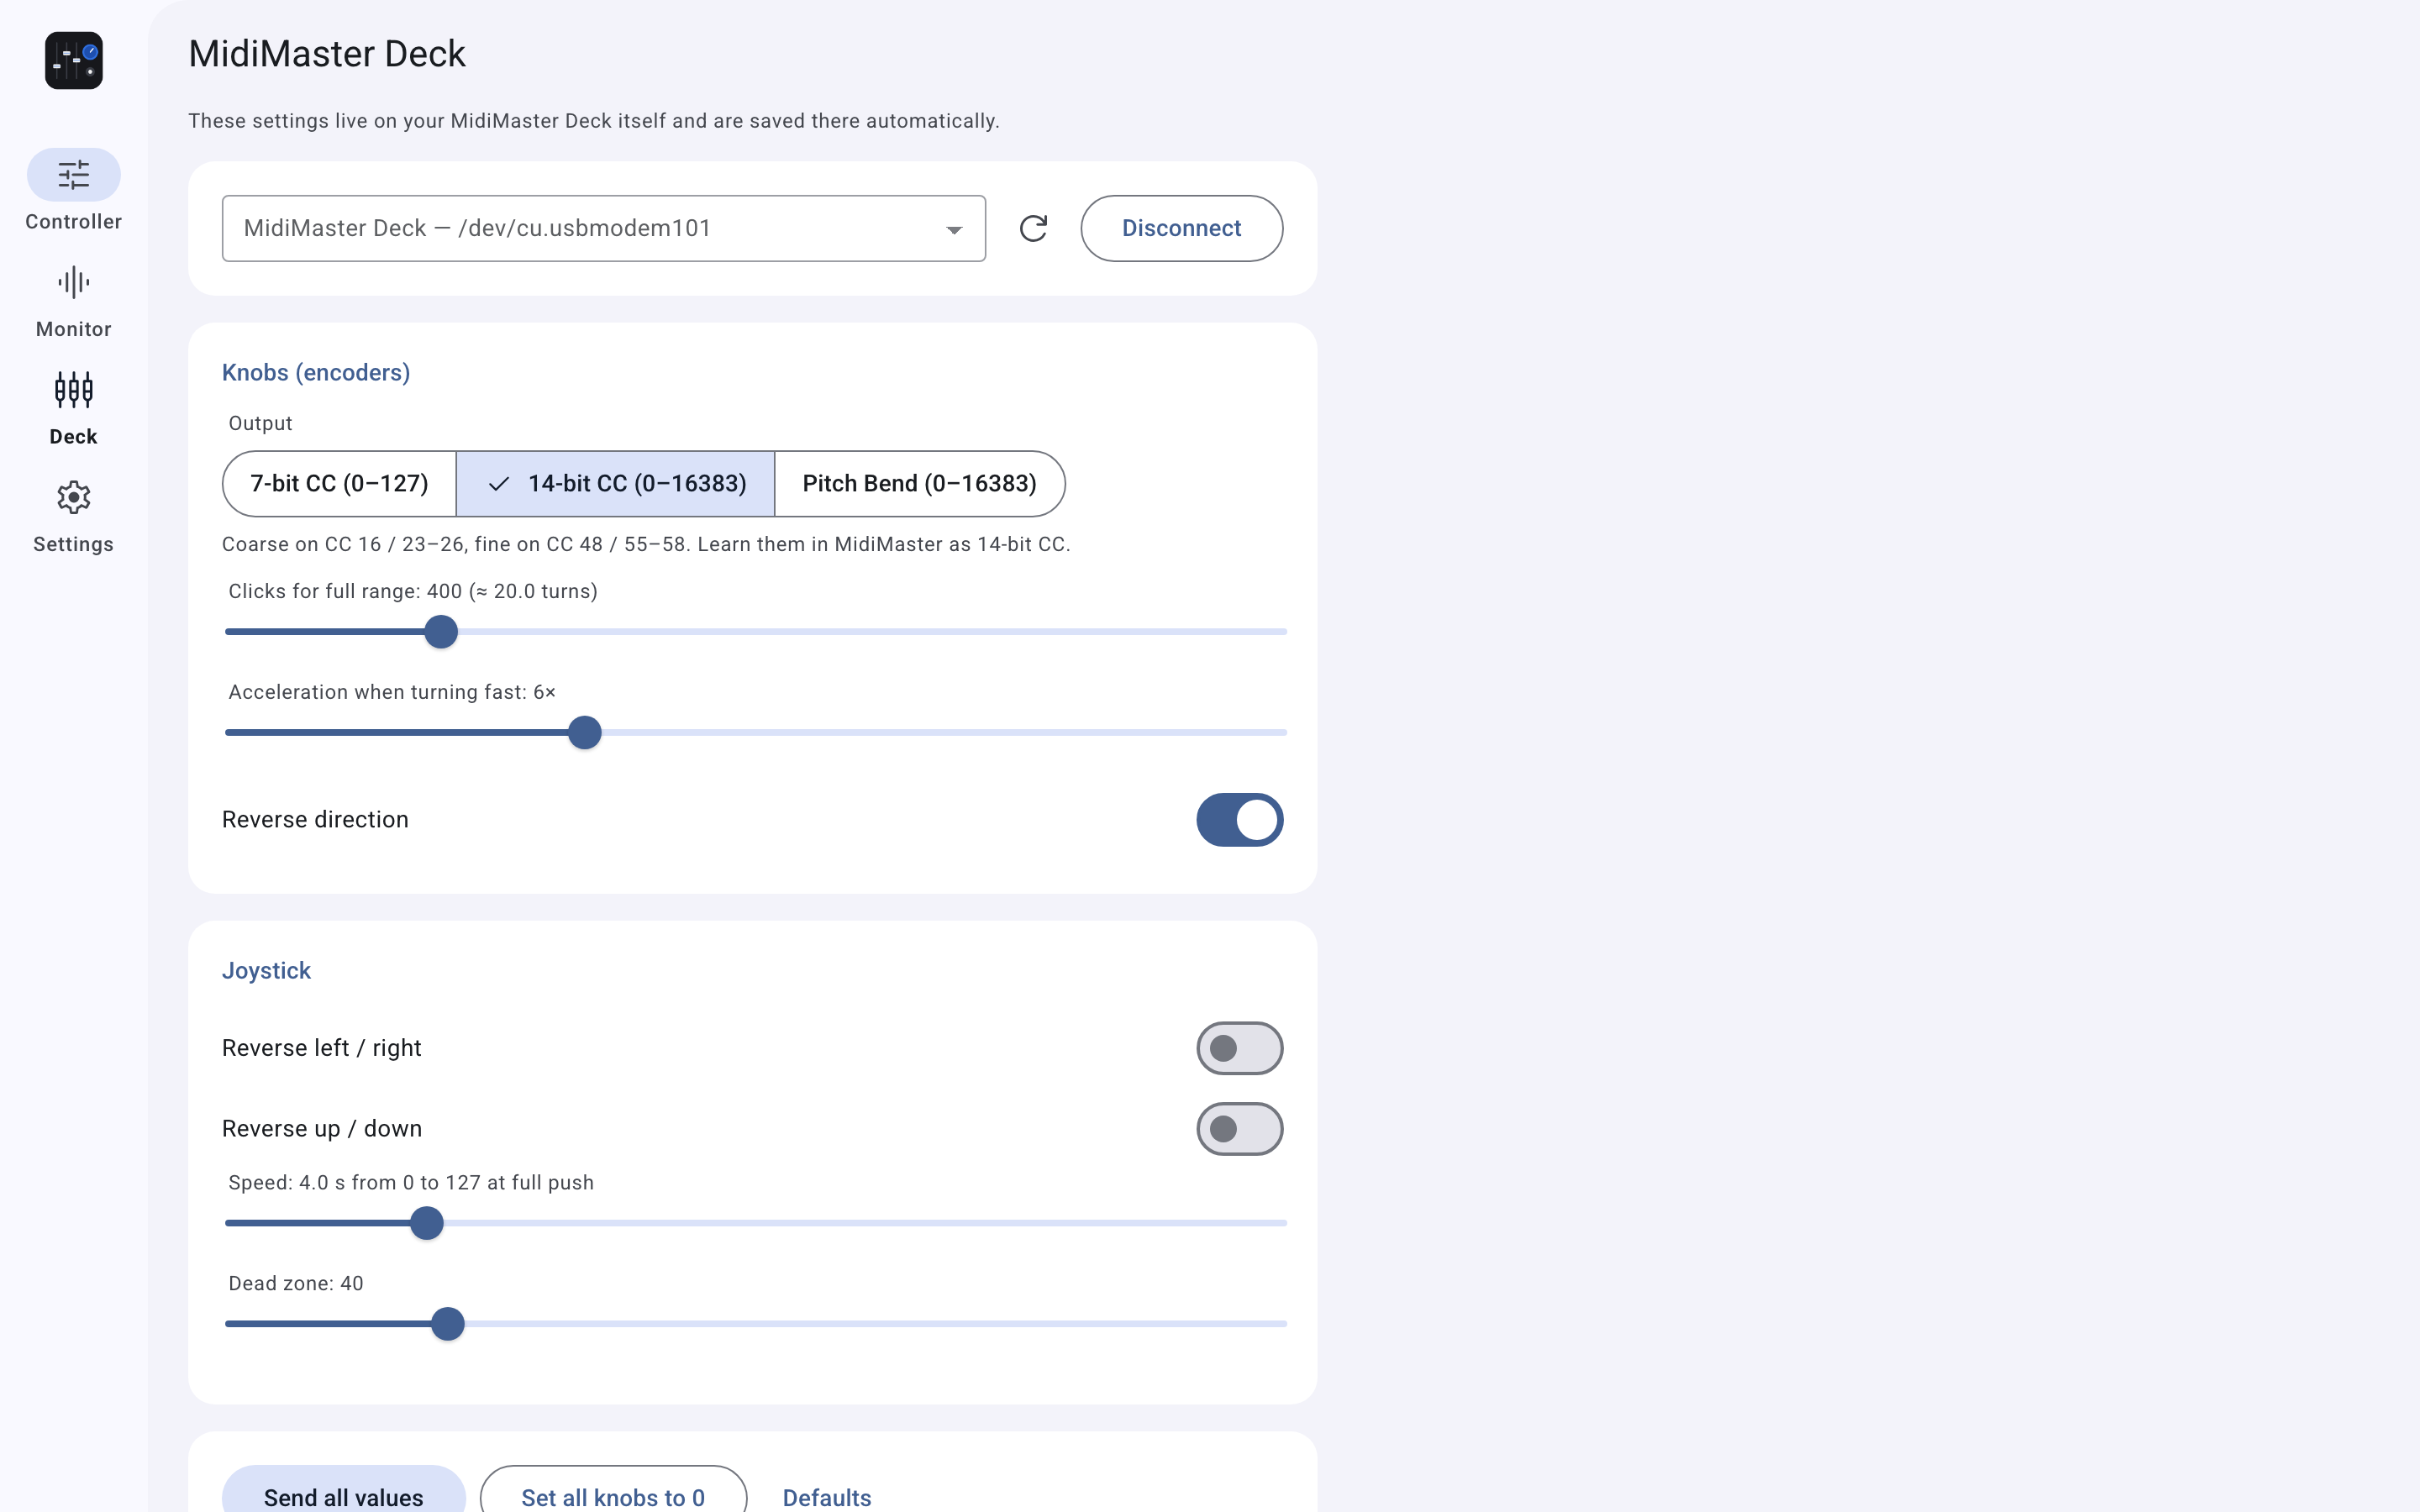 MidiMaster Deck
These settings live on your MidiMaster Deck itself and are saved there automatically.
Controller
Monitor
Deck
Settings
MidiMaster Deck — /dev/cu.usbmodem101
Disconnect
Knobs (encoders)
Output
7-bit CC (0–127)
14-bit CC (0–16383)
Pitch Bend (0–16383)
Coarse on CC 16 / 23–26, fine on CC 48 / 55–58. Learn them in MidiMaster as 14-bit CC.
Clicks for full range: 400 (≈ 20.0 turns)
Acceleration when turning fast: 6×
Reverse direction
Joystick
Reverse left / right
Reverse up / down
Speed: 4.0 s from 0 to 127 at full push
Dead zone: 40
Send all values
Set all knobs to 0
Defaults